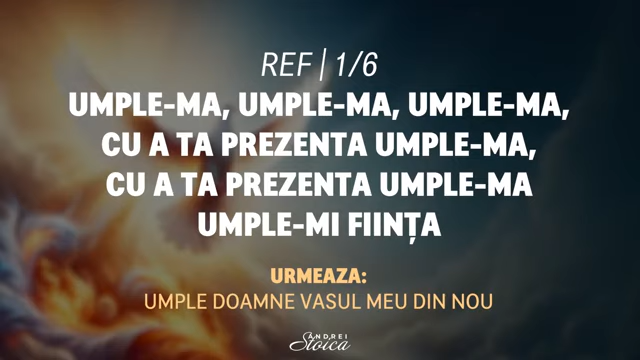 REF | 1/6
UMPLE-MA, UMPLE-MA, UMPLE-MA,
CU A TA PREZENTA UMPLE-MA,
CU A TA PREZENTA UMPLE-MA
UMPLE-MI FIINȚA
URMEAZA:
UMPLE DOAMNE VASUL MEU DIN NOU
ANDREI
Stoica